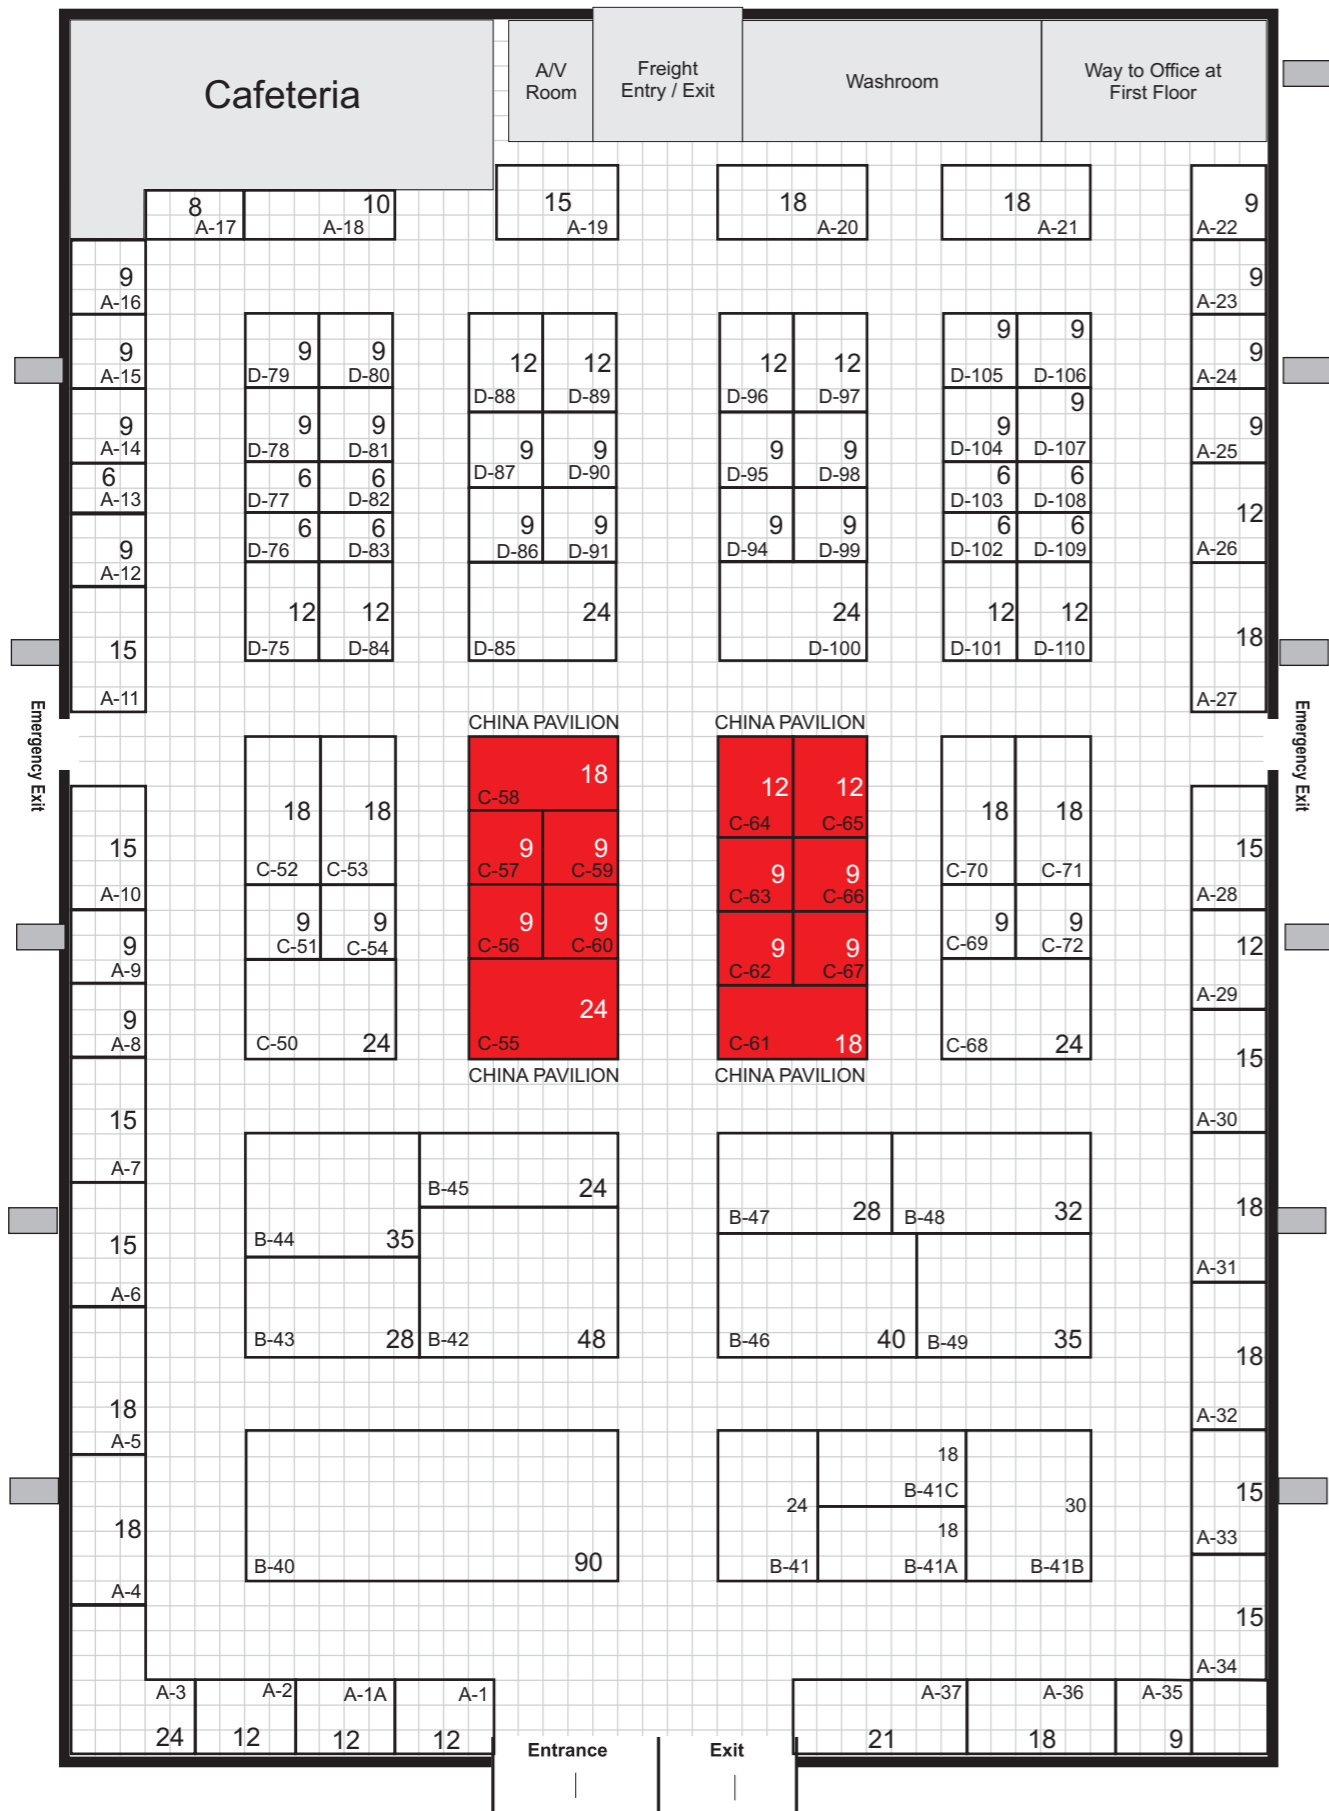 Cafeteria
A/V
Room
Freight
Entry / Exit
Washroom
Way to Office at
First Floor
8
A-17
10
A-18
15
A-19
18
A-20
18
A-21
9
A-22
9
A-16
9
A-23
9
A-15
9
D-79
9
D-80
12
D-88
12
D-89
12
D-96
12
D-97
9
D-105
9
D-106
9
A-24
9
A-14
9
D-78
9
D-81
9
D-87
9
D-90
9
D-95
9
D-98
9
D-104
9
D-107
9
A-25
6
A-13
6
D-77
6
D-82
6
D-103
6
D-108
9
A-12
6
D-76
6
D-83
9
D-86
9
D-91
9
D-94
9
D-99
6
D-102
6
D-109
12
A-26
15
A-11
12
D-75
12
D-84
24
D-85
24
D-100
12
D-101
12
D-110
18
A-27
Emergency Exit
Emergency Exit
CHINA PAVILION
CHINA PAVILION
18
C-52
18
C-53
18
C-58
12
C-64
12
C-65
18
C-70
18
C-71
15
A-10
9
C-57
9
C-59
9
C-63
9
C-66
15
A-28
9
A-9
9
C-51
9
C-54
9
C-56
9
C-60
9
C-62
9
C-67
9
C-69
9
C-72
12
A-29
9
A-8
C-50
24
24
C-55
C-61
18
C-68
24
15
A-30
CHINA PAVILION
CHINA PAVILION
15
A-7
B-45
24
B-44
35
B-47
28
B-48
32
18
A-31
15
A-6
B-43
28
B-42
48
B-46
40
B-49
35
18
A-32
18
A-5
B-40
90
24
B-41
18
B-41C
18
B-41A
30
B-41B
15
A-33
18
A-4
15
A-34
A-3
24
A-2
12
A-1A
12
A-1
12
A-37
21
A-36
18
A-35
9
Entrance
Exit